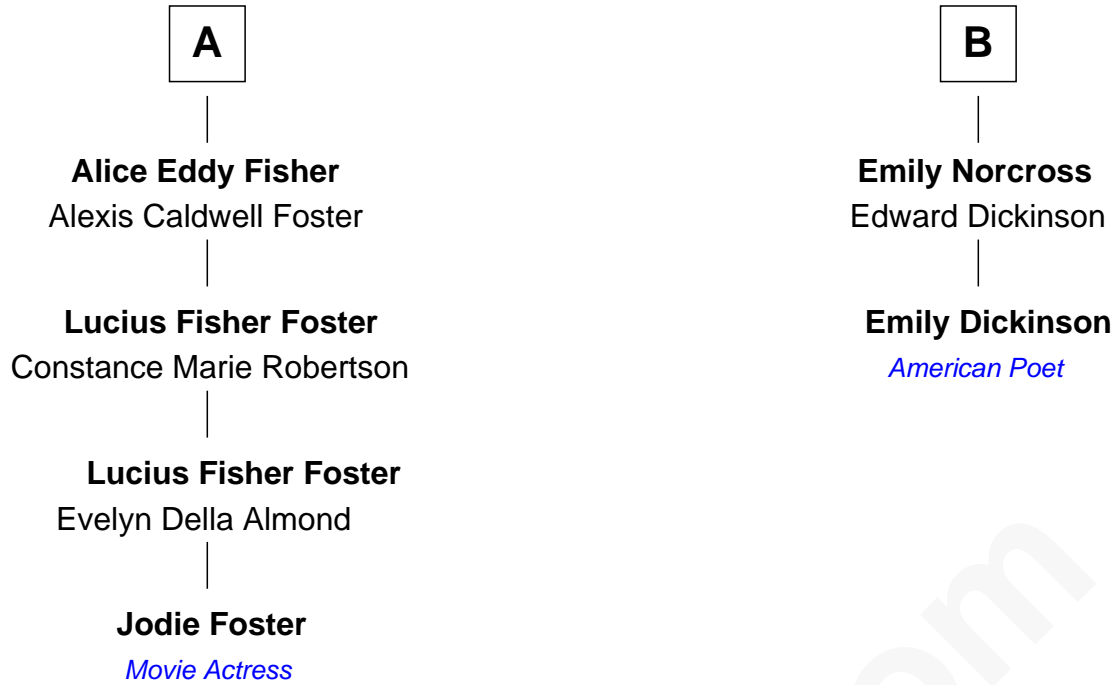 A
Alice Eddy Fisher
Alexis Caldwell Foster
Lucius Fisher Foster
Constance Marie Robertson
Lucius Fisher Foster
Evelyn Della Almond
Jodie Foster
Movie Actress
B
Emily Norcross
Edward Dickinson
Emily Dickinson
American Poet
om